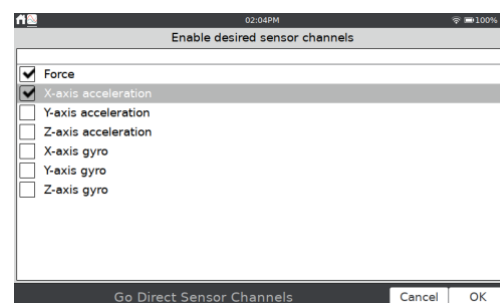 02:04PM 100%
Enable desired sensor channels
Force
X-axis acceleration
Y-axis acceleration
Z-axis acceleration
X-axis gyro
Y-axis gyro
Z-axis gyro
Go Direct Sensor Channels Cancel OK